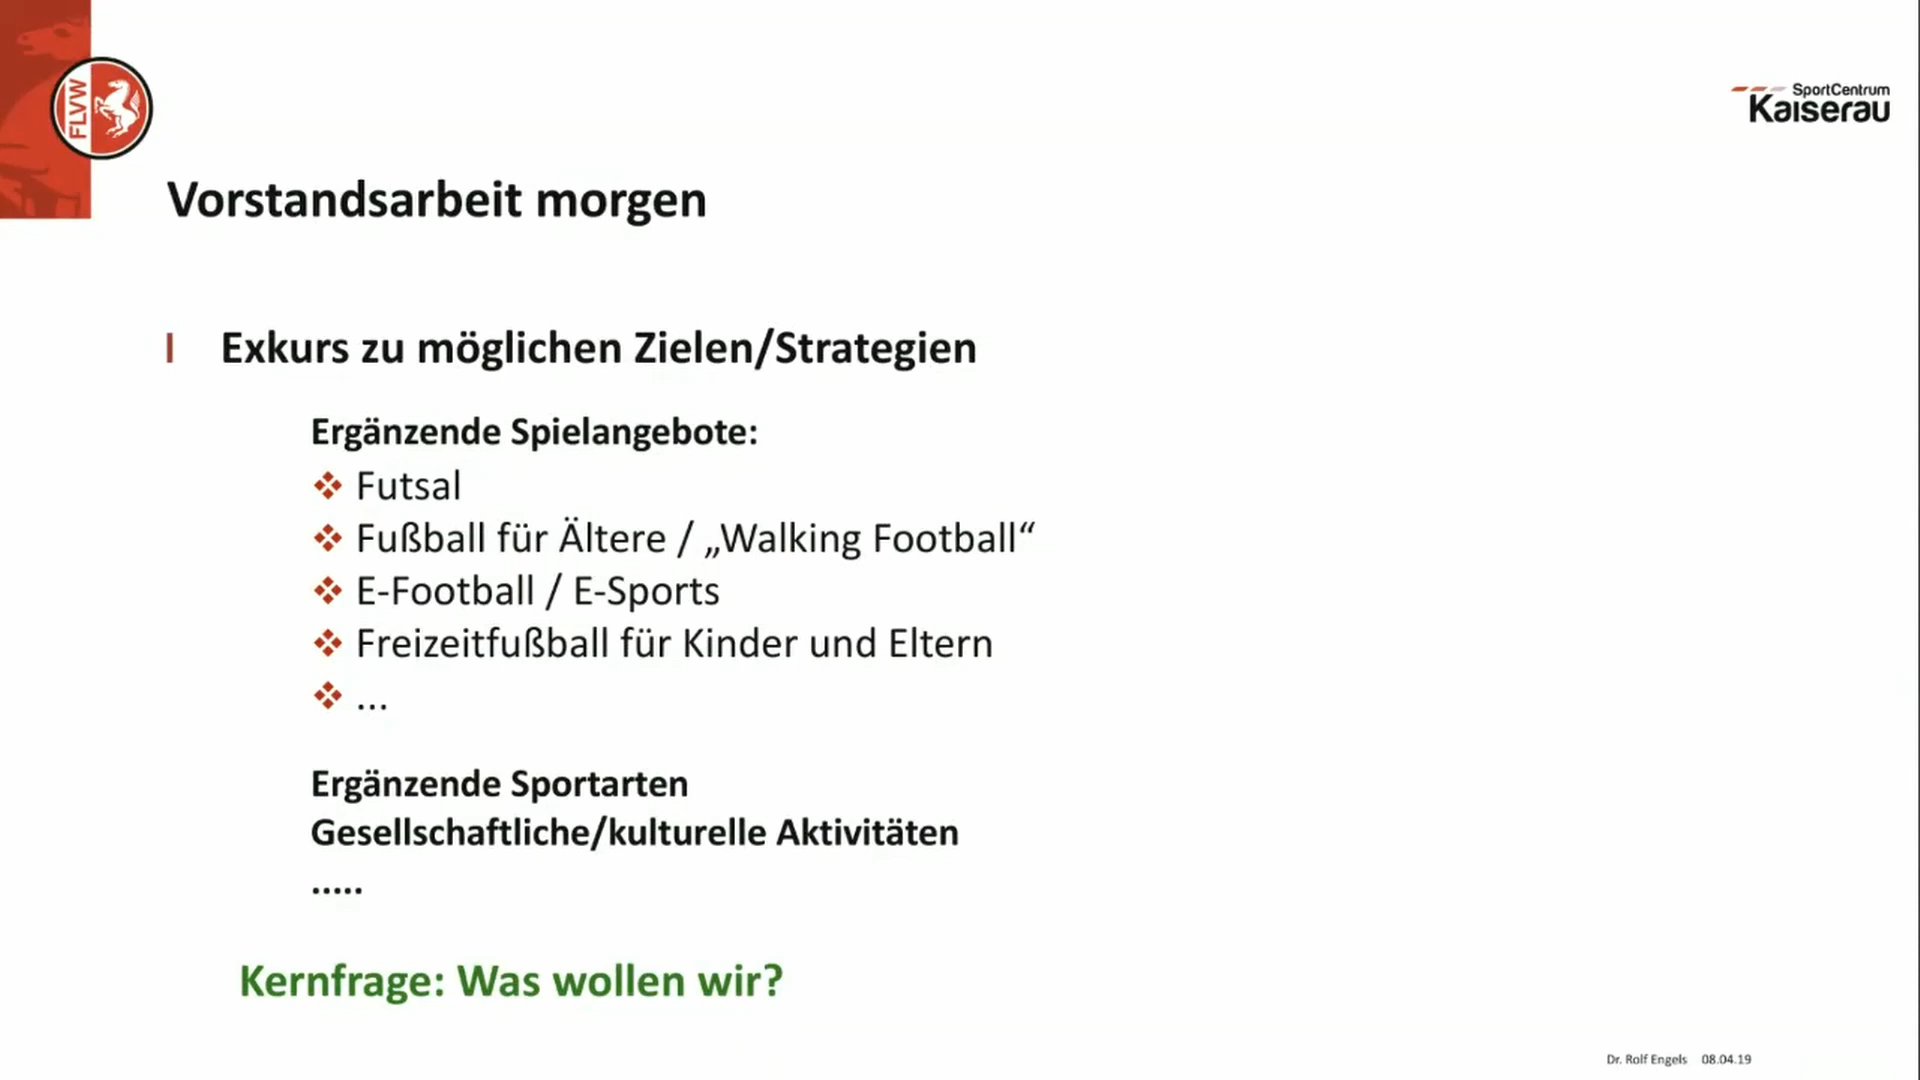 FLVW
SportCentrum
Kaiserau
Vorstandsarbeit morgen
Exkurs zu möglichen Zielen/Strategien
Ergänzende Spielangebote:
Futsal
Fußball für Ältere / „Walking Football“
E-Football / E-Sports
Freizeitfußball für Kinder und Eltern
...
Ergänzende Sportarten
Gesellschaftliche/kulturelle Aktivitäten
.....
Kernfrage: Was wollen wir?
Dr. Rolf Engels 08.04.19